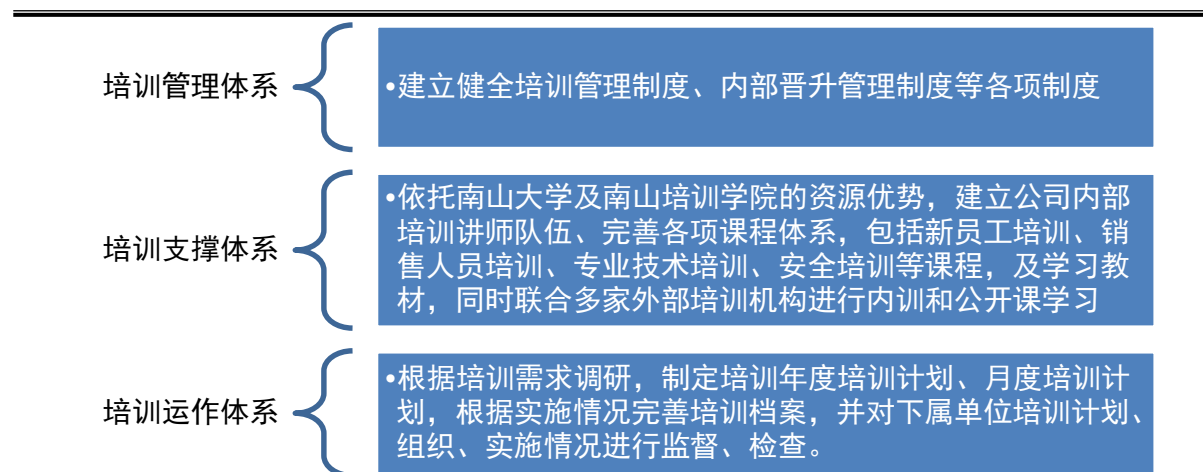 培训管理体系
•建立健全培训管理制度、内部晋升管理制度等各项制度
培训支撑体系
•依托南山大学及南山培训学院的资源优势，建立公司内部
培训讲师队伍、完善各项课程体系，包括新员工培训、销
售人员培训、专业技术培训、安全培训等课程，及学习教
材，同时联合多家外部培训机构进行内训和公开课学习
培训运作体系
•根据培训需求调研，制定培训年度培训计划、月度培训计
划，根据实施情况完善培训档案，并对下属单位培训计划、
组织、实施情况进行监督、检查。